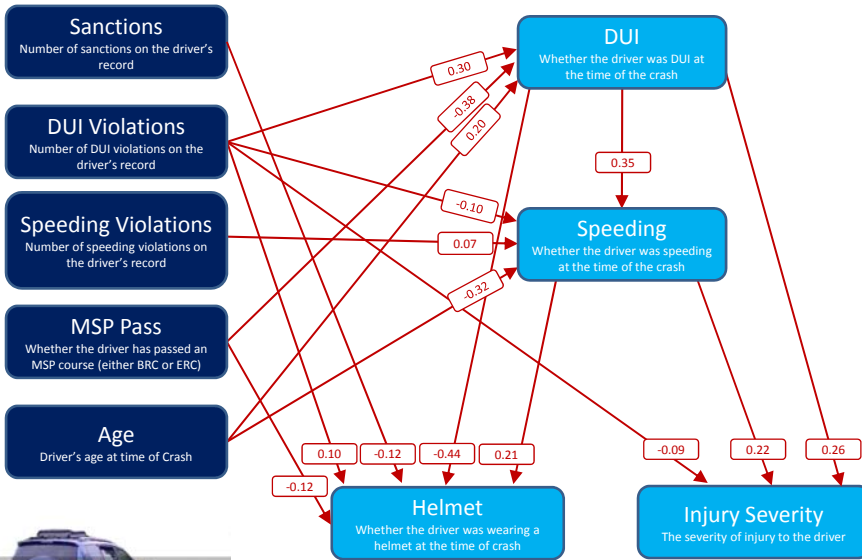 Sanctions
Number of sanctions on the driver's
record
DUI Violations
Number of DUI violations on the
driver's record
Speeding Violations
Number of speeding violations on
the driver's record
MSP Pass
Whether the driver has passed an
MSP course (either BRC or ERC)
Age
Driver's age at time of Crash
DUI
Whether the driver was DUI at
the time of the crash
0.30
-0.38
0.20
0.35
-0.10
0.07
-0.32
Speeding
Whether the driver was speeding
at the time of the crash
0.10
-0.12
-0.44
0.21
-0.09
0.22
0.26
-0.12
Helmet
Whether the driver was wearing a
helmet at the time of crash
Injury Severity
The severity of injury to the driver